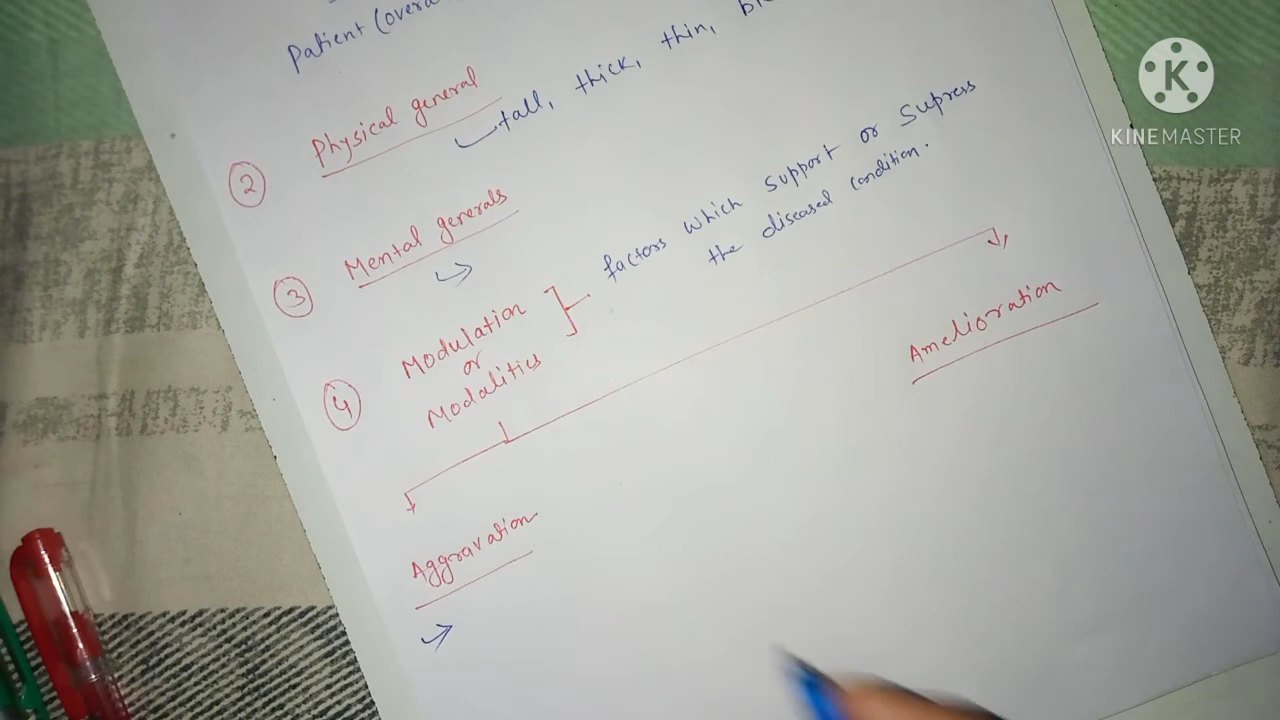 Patient
② Physical general
tall, thick, thin,
③ Mental generals
④ Modulation
or
Modalities
factors which support or Supress
the diseased condition.
Aggravation
Amelioration
KINEMASTER